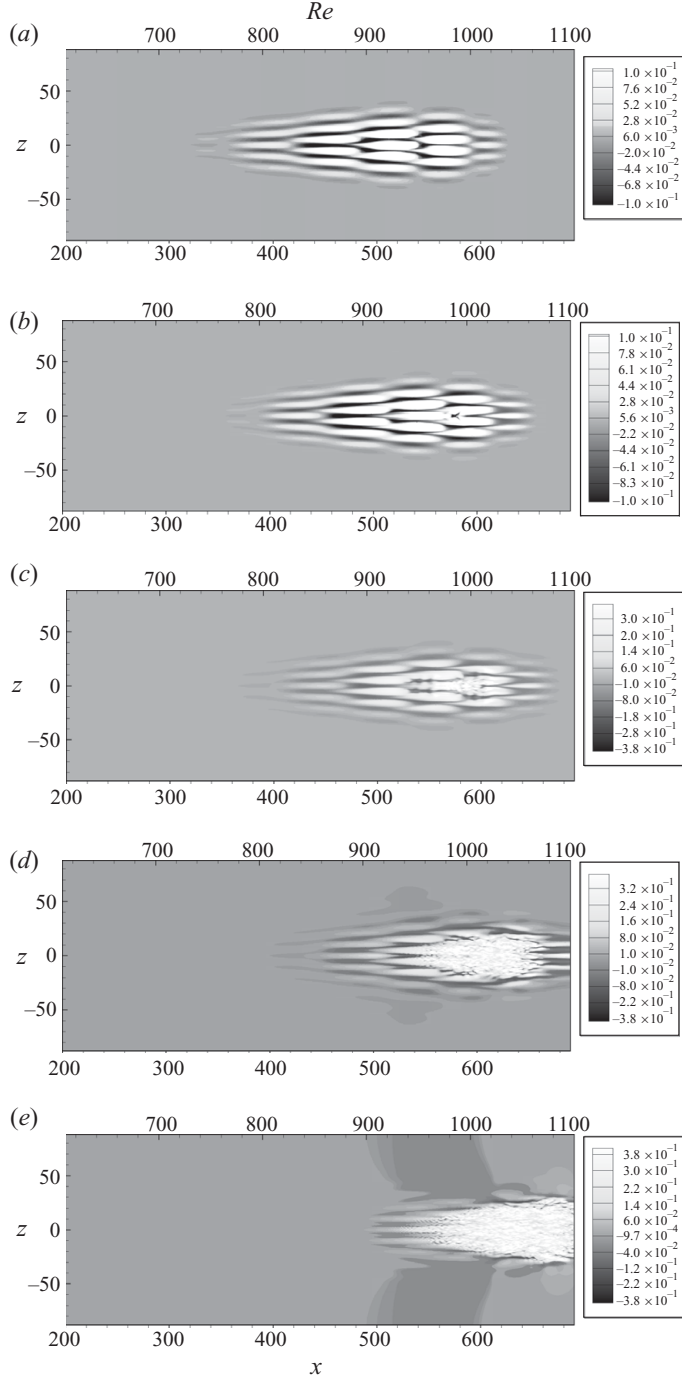 Re
(a)
700 800 900 1000 1100
50
z 0
–50
200 300 400 500 600
1.0 ×10⁻¹
7.6 ×10⁻²
5.2 ×10⁻²
2.8 ×10⁻²
6.0 ×10⁻³
–2.0 ×10⁻²
–4.4 ×10⁻²
–6.8 ×10⁻²
–1.0 ×10⁻¹
(b)
700 800 900 1000 1100
50
z 0
–50
200 300 400 500 600
1.0 ×10⁻¹
7.8 ×10⁻²
6.1 ×10⁻²
4.4 ×10⁻²
2.8 ×10⁻²
5.6 ×10⁻³
–2.2 ×10⁻²
–4.4 ×10⁻²
–6.1 ×10⁻²
–8.3 ×10⁻²
–1.0 ×10⁻¹
(c)
700 800 900 1000 1100
50
z 0
–50
200 300 400 500 600
3.0 ×10⁻¹
2.0 ×10⁻¹
1.4 ×10⁻¹
6.0 ×10⁻²
–1.0 ×10⁻²
–8.0 ×10⁻²
–1.8 ×10⁻¹
–2.8 ×10⁻¹
–3.8 ×10⁻¹
(d)
700 800 900 1000 1100
50
z 0
–50
200 300 400 500 600
3.2 ×10⁻¹
2.4 ×10⁻¹
1.6 ×10⁻¹
8.0 ×10⁻²
1.0 ×10⁻²
–1.0 ×10⁻²
–8.0 ×10⁻²
–2.2 ×10⁻¹
–3.8 ×10⁻¹
(e)
700 800 900 1000 1100
50
z 0
–50
200 300 400 500 600
x
3.8 ×10⁻¹
3.0 ×10⁻¹
2.2 ×10⁻¹
1.4 ×10⁻¹
6.0 ×10⁻²
–9.7 ×10⁻⁴
–4.0 ×10⁻²
–1.2 ×10⁻¹
–2.2 ×10⁻¹
–3.8 ×10⁻¹